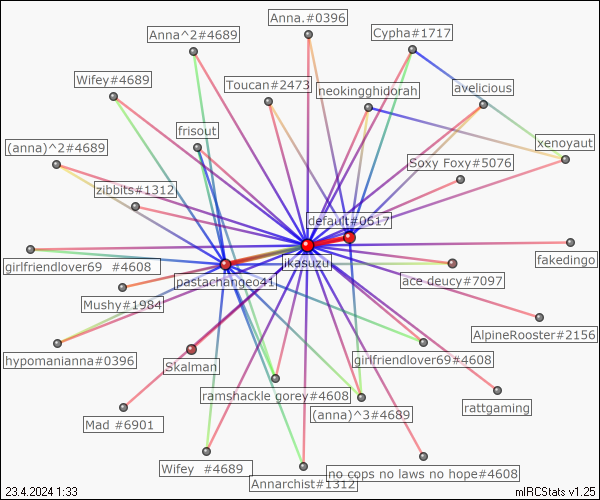 Anna.#0396
Anna^2#4689
Cypha#1717
Wifey#4689
Toucan#2473
neokingghidorah
avelicious
frisout
xenoyaut
(anna)^2#4689
Soxy Foxy#5076
zibbits#1312
default#0617
ikasuzu
fakedingo
girlfriendlover69 #4608
pastachangeo41
ace deucy#7097
Mushy#1984
AlpineRooster#2156
hypomanianna#0396
Skalman
girlfriendlover69#4608
ramshackle gorey#4608
rattgaming
(anna)^3#4689
Mad #6901
Wifey #4689
no cops no laws no hope#4608
Annarchist#1312
23.4.2024 1:33
mIRCStats v1.25